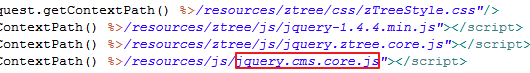 quest.getContextPath() %>/resources/ztree/css/zTreeStyle.css"/>
ContextPath() %>/resources/ztree/js/jquery-1.4.4.min.js"></script>
ContextPath() %>/resources/ztree/js/jquery.ztree.core.js"></script>
ContextPath() %>/resources/js/jquery.cms.core.js"></script>